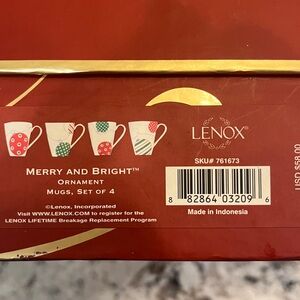 MERRY AND BRIGHT™
ORNAMENT
MUGS, SET OF 4
©Lenox, Incorporated
Visit WWW.LENOX.COM to register for the
LENOX LIFETIME Breakage Replacement Program
LENOX®
SKU# 761673
8 82864 03209 6
Made in Indonesia
USD $58.00